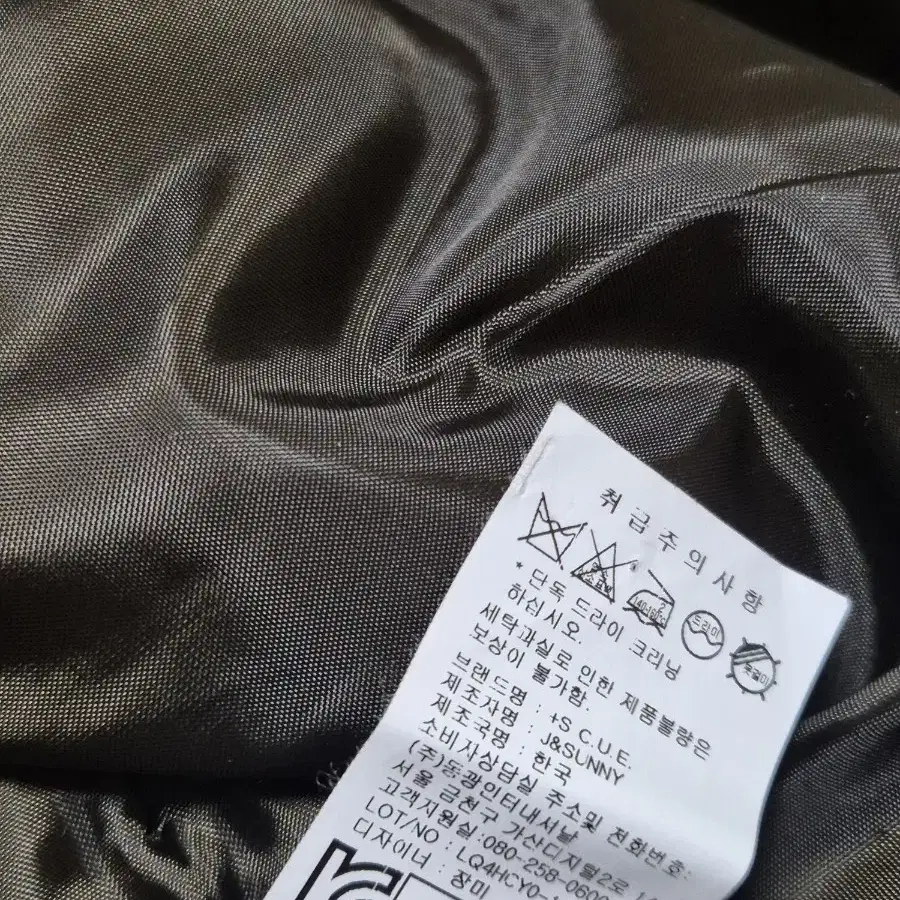 취급주의사항
드라이
* 단독 드라이 크리닝
하십시오.
세탁과실로 인한 제품불량은
보상이 불가함
브랜드명 : +S C.U.E.
제조자명 : J&SUNNY
제조국명 : 한국
소비자상담실 주소및 전화번호:
(주)동광인터내셔날
서울 금천구 가산디지털2로
고객지원실:080-258-0600
LOT/NO : LQ4HCY0
디자이너 : 장미